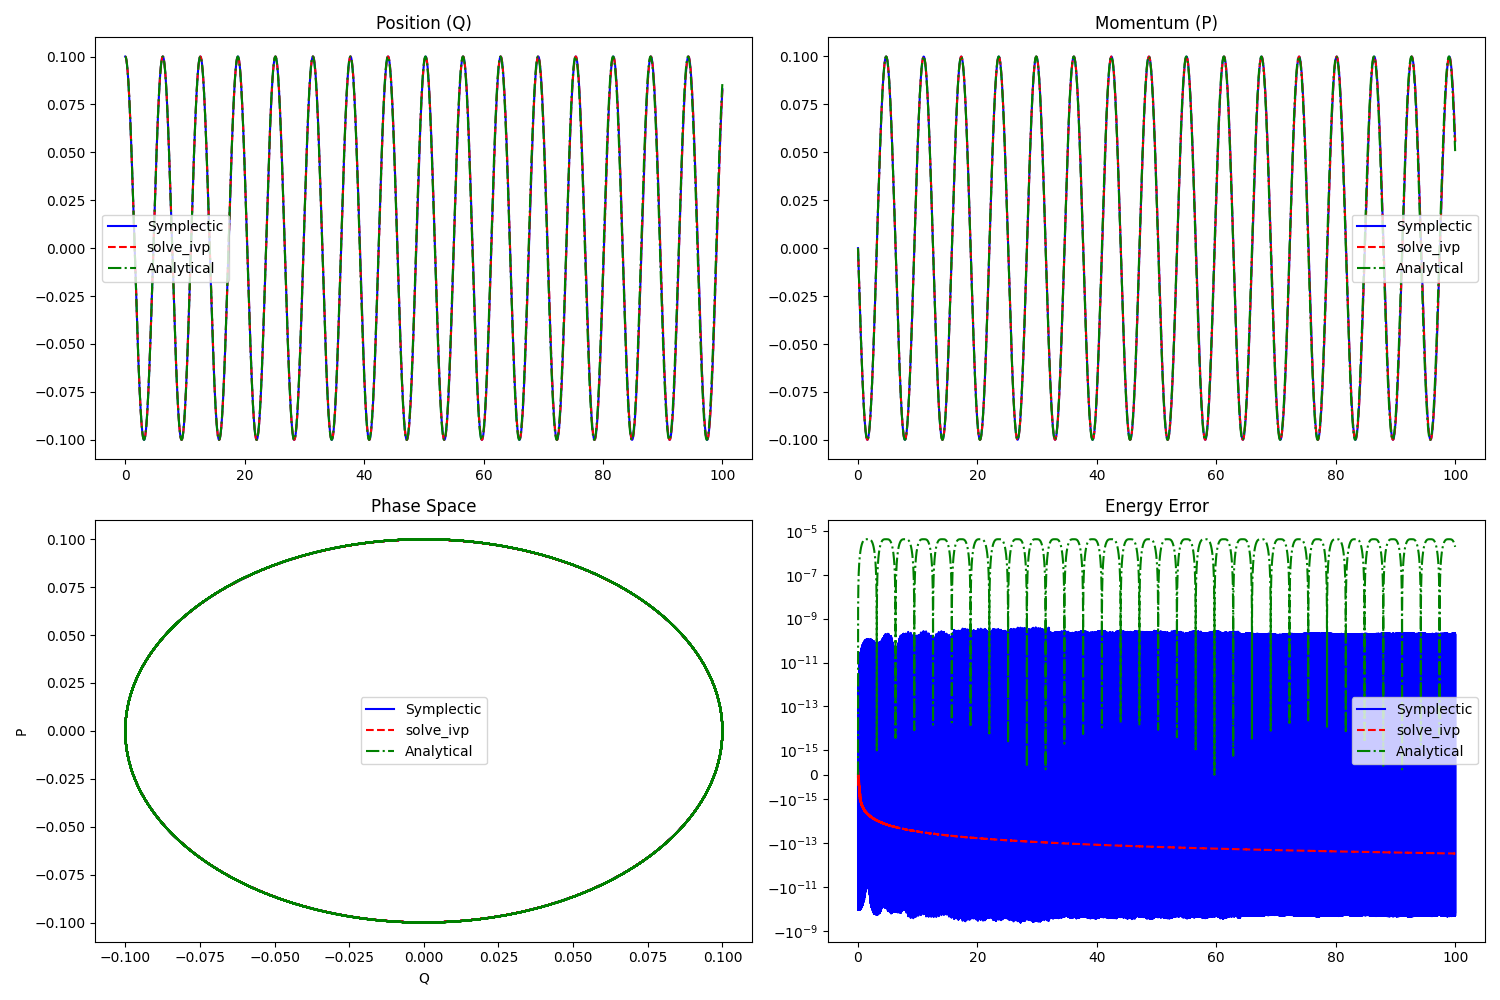 Position (Q)
0.100
0.075
0.050
0.025
0.000
−0.025
−0.050
−0.075
−0.100
Symplectic
solve_ivp
Analytical
0 20 40 60 80 100
Momentum (P)
0.100
0.075
0.050
0.025
0.000
−0.025
−0.050
−0.075
−0.100
Symplectic
solve_ivp
Analytical
0 20 40 60 80 100
Phase Space
P
0.100
0.075
0.050
0.025
0.000
−0.025
−0.050
−0.075
−0.100
Symplectic
solve_ivp
Analytical
−0.100 −0.075 −0.050 −0.025 0.000 0.025 0.050 0.075 0.100
Q
Energy Error
10⁻⁵
10⁻⁷
10⁻⁹
10⁻¹¹
10⁻¹³
10⁻¹⁵
0
−10⁻¹⁵
−10⁻¹³
−10⁻¹¹
−10⁻⁹
Symplectic
solve_ivp
Analytical
0 20 40 60 80 100